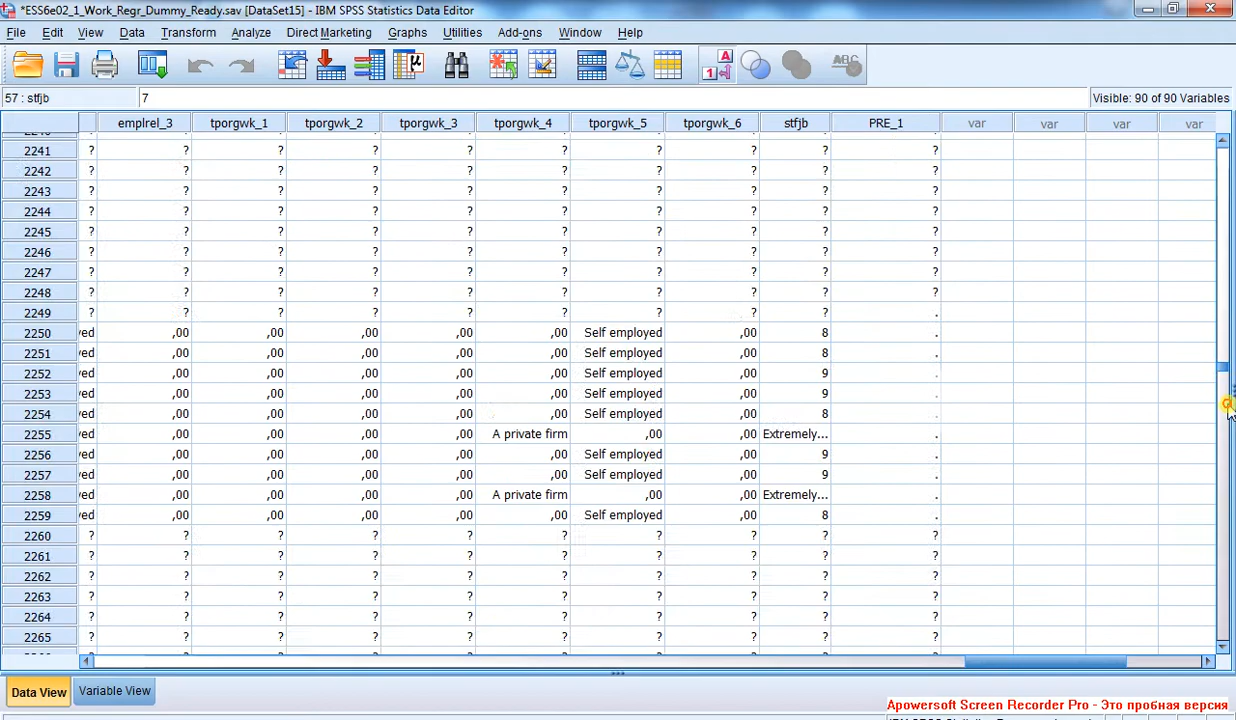 *ESS6e02_1_Work_Regr_Dummy_Ready.sav [DataSet15] - IBM SPSS Statistics Data Editor
File Edit View Data Transform Analyze Direct Marketing Graphs Utilities Add-ons Window Help
57 : stfjb 7 Visible: 90 of 90 Variables
emplrel_3 tporgwk_1 tporgwk_2 tporgwk_3 tporgwk_4 tporgwk_5 tporgwk_6 stfjb PRE_1 var var var var
2241 ? ? ? ? ? ? ? ? ? ?
2242 ? ? ? ? ? ? ? ? ? ?
2243 ? ? ? ? ? ? ? ? ? ?
2244 ? ? ? ? ? ? ? ? ? ?
2245 ? ? ? ? ? ? ? ? ? ?
2246 ? ? ? ? ? ? ? ? ? ?
2247 ? ? ? ? ? ? ? ? ? ?
2248 ? ? ? ? ? ? ? ? ? ?
2249 ? ? ? ? ? ? ? ? ? .
2250 yed ,00 ,00 ,00 ,00 ,00 Self employed ,00 8 .
2251 yed ,00 ,00 ,00 ,00 ,00 Self employed ,00 8 .
2252 yed ,00 ,00 ,00 ,00 ,00 Self employed ,00 9 .
2253 yed ,00 ,00 ,00 ,00 ,00 Self employed ,00 9 .
2254 yed ,00 ,00 ,00 ,00 ,00 Self employed ,00 8 .
2255 yed ,00 ,00 ,00 ,00 A private firm ,00 ,00 Extremely... .
2256 yed ,00 ,00 ,00 ,00 ,00 Self employed ,00 9 .
2257 yed ,00 ,00 ,00 ,00 ,00 Self employed ,00 9 .
2258 yed ,00 ,00 ,00 ,00 A private firm ,00 ,00 Extremely... .
2259 yed ,00 ,00 ,00 ,00 ,00 Self employed ,00 8 .
2260 ? ? ? ? ? ? ? ? ? ?
2261 ? ? ? ? ? ? ? ? ? ?
2262 ? ? ? ? ? ? ? ? ? ?
2263 ? ? ? ? ? ? ? ? ? ?
2264 ? ? ? ? ? ? ? ? ? ?
2265 ? ? ? ? ? ? ? ? ? ?
Data View Variable View
Apowersoft Screen Recorder Pro - Это пробная версия